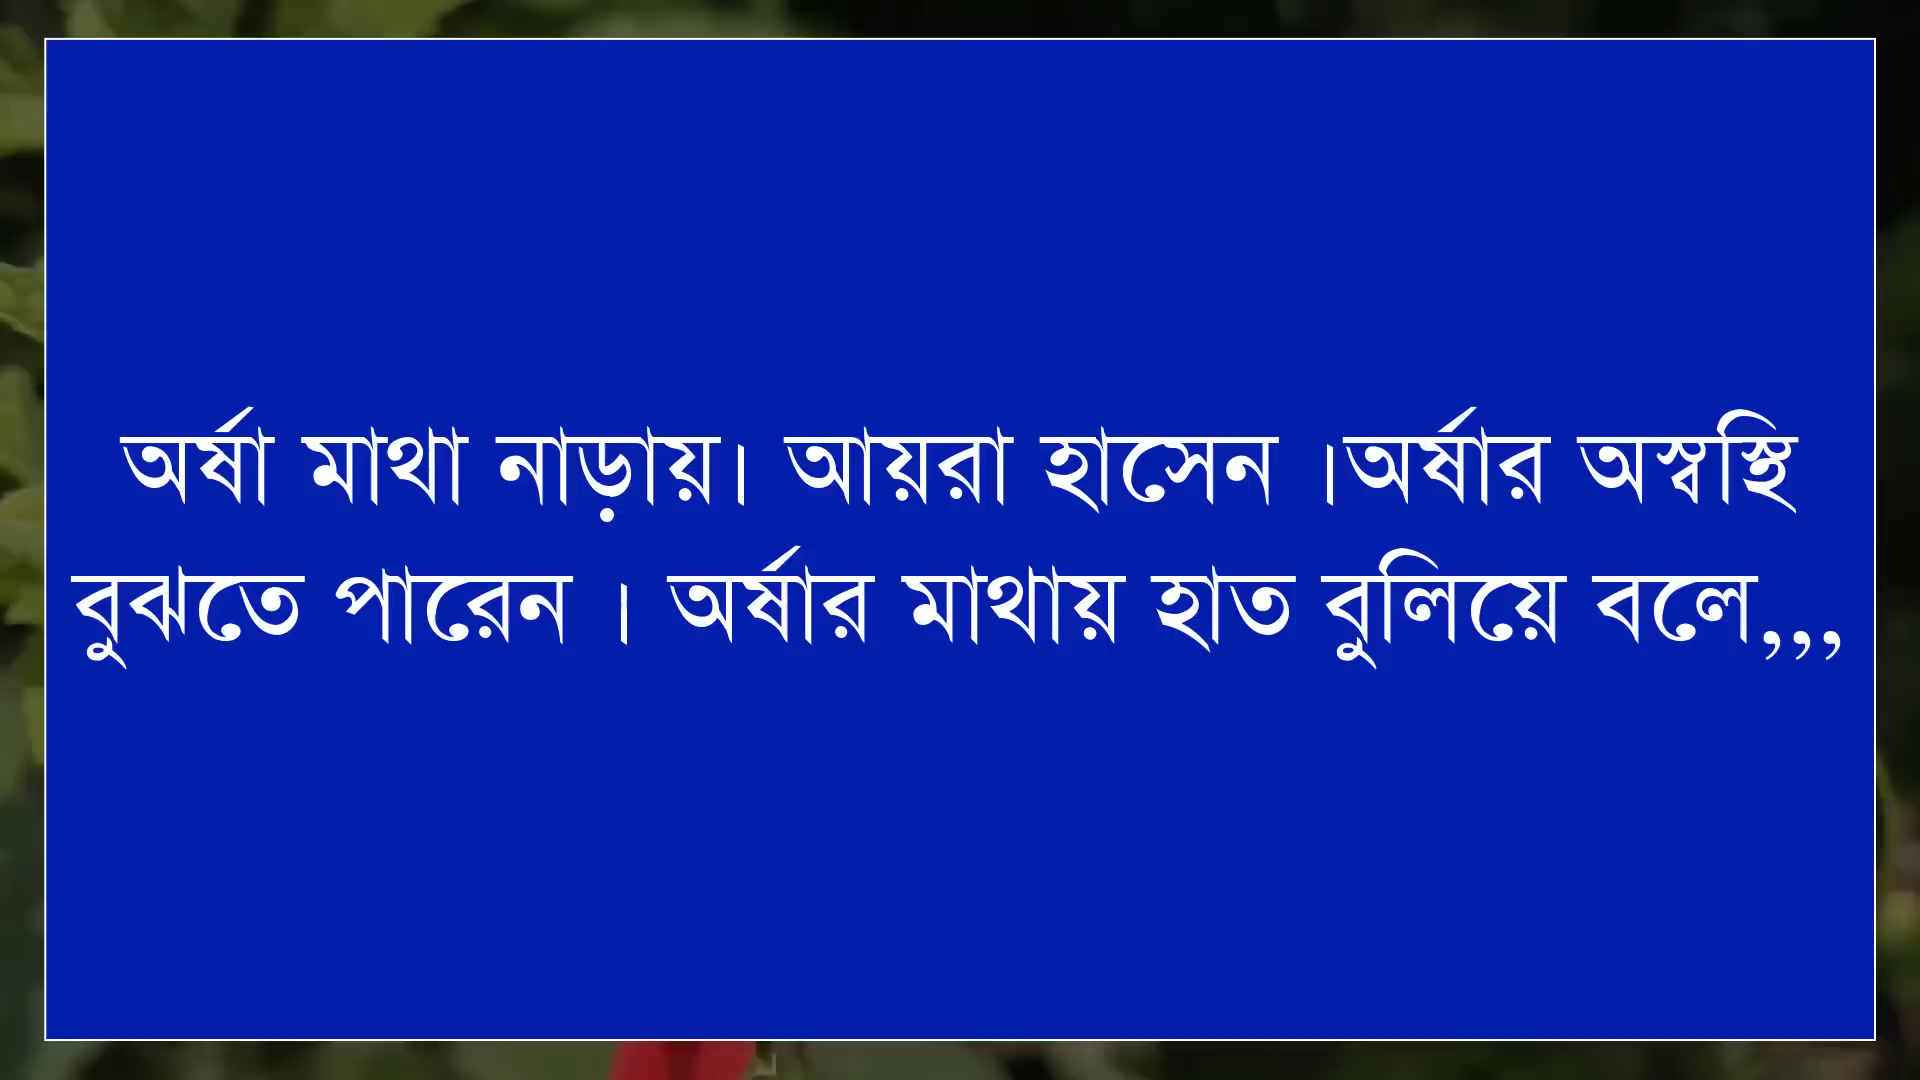 অর্ষা মাথা নাড়ায়। আয়রা হাসেন ।অর্ষার অস্বস্থি
বুঝতে পারেন । অর্ষার মাথায় হাত বুলিয়ে বলে,,,